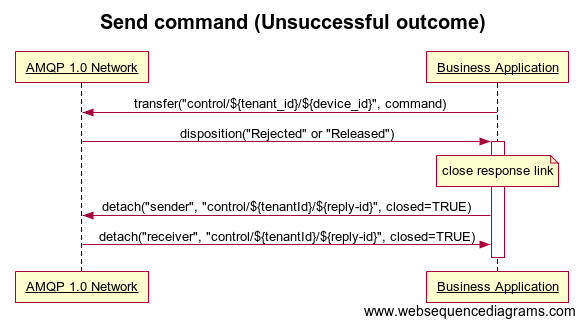 Send command (Unsuccessful outcome)
AMQP 1.0 Network
Business Application
transfer("control/${tenant_id}/${device_id}", command)
disposition("Rejected" or "Released")
close response link
detach("sender", "control/${tenantId}/${reply-id}", closed=TRUE)
detach("receiver", "control/${tenantId}/${reply-id}", closed=TRUE)
AMQP 1.0 Network
Business Application
www.websequencediagrams.com